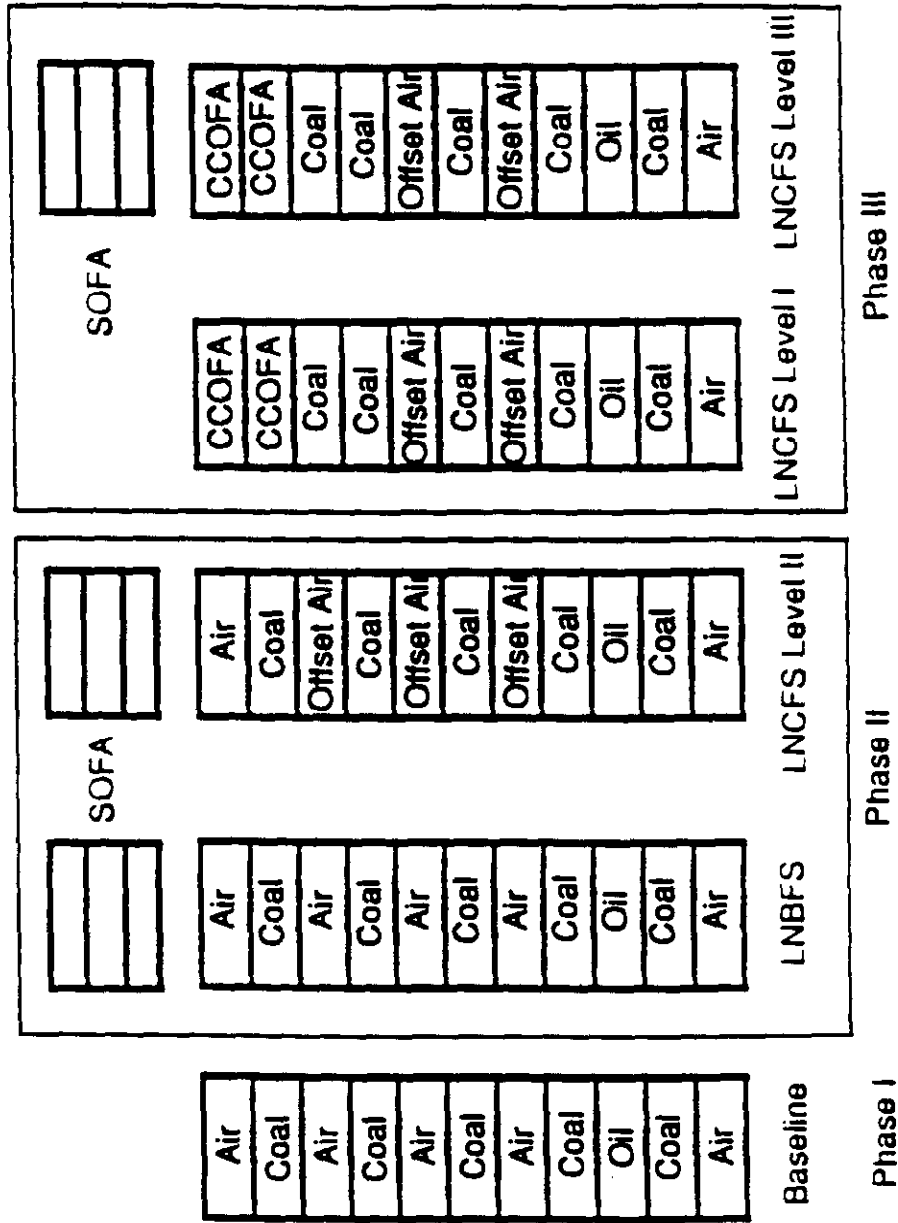 Air
Coal
Air
Coal
Air
Coal
Air
Coal
Oil
Coal
Air
Baseline
Phase I
SOFA
Air
Coal
Air
Coal
Air
Coal
Air
Coal
Oil
Coal
Air
LNBFS
Air
Coal
Offset Air
Coal
Offset Air
Coal
Offset Air
Coal
Oil
Coal
Air
LNCFS Level II
Phase II
SOFA
CCOFA
CCOFA
Coal
Coal
Offset Air
Coal
Offset Air
Coal
Oil
Coal
Air
LNCFS Level I
CCOFA
CCOFA
Coal
Coal
Offset Air
Coal
Offset Air
Coal
Oil
Coal
Air
LNCFS Level III
Phase III